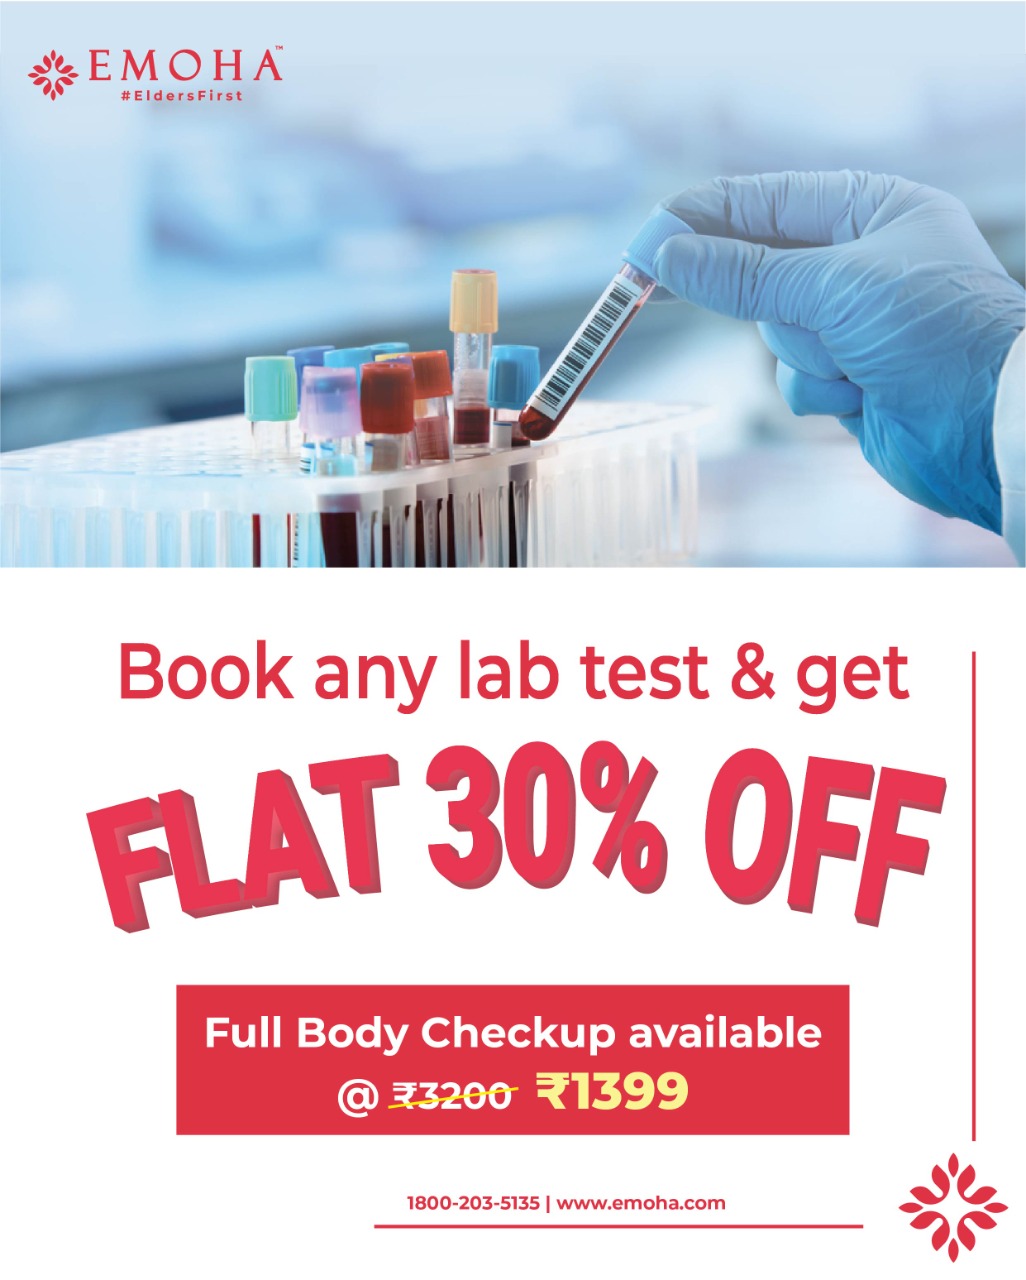 EMOHA™
#EldersFirst
Book any lab test & get
FLAT 30% OFF
Full Body Checkup available
@ ₹3200 ₹1399
1800-203-5135 | www.emoha.com